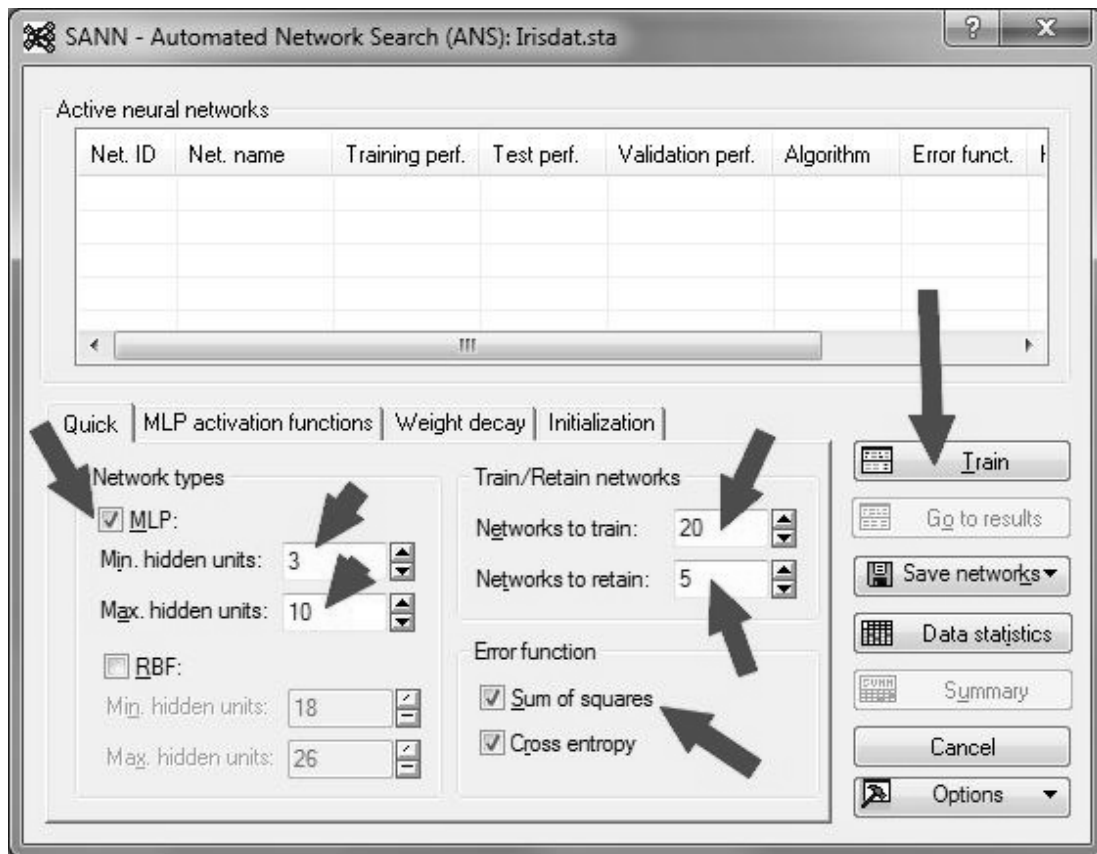 SANN - Automated Network Search (ANS): Irisdat.sta
Active neural networks
Net. ID Net. name Training perf. Test perf. Validation perf. Algorithm Error funct.
Quick MLP activation functions Weight decay Initialization
Network types
MLP:
Min. hidden units: 3
Max. hidden units: 10
RBF:
Min. hidden units: 18
Max. hidden units: 26
Train/Retain networks
Networks to train: 20
Networks to retain: 5
Error function
Sum of squares
Cross entropy
Train
Go to results
Save networks
Data statistics
Summary
Cancel
Options